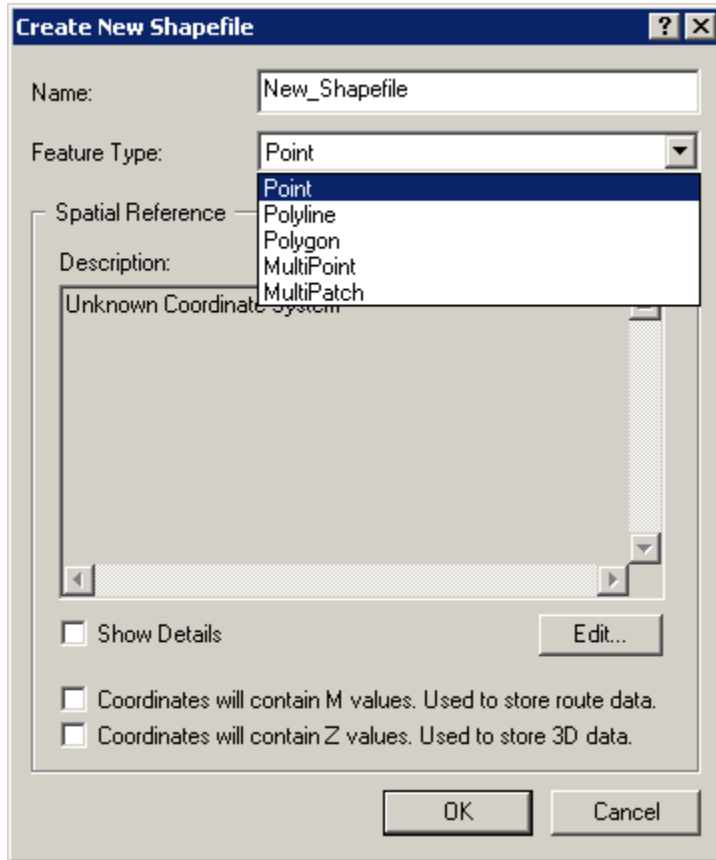 Create New Shapefile
Name: New_Shapefile
Feature Type: Point
Point
Polyline
Polygon
MultiPoint
MultiPatch
Spatial Reference
Description:
Unknown Coordinate System
Show Details
Edit...
Coordinates will contain M values. Used to store route data.
Coordinates will contain Z values. Used to store 3D data.
OK Cancel